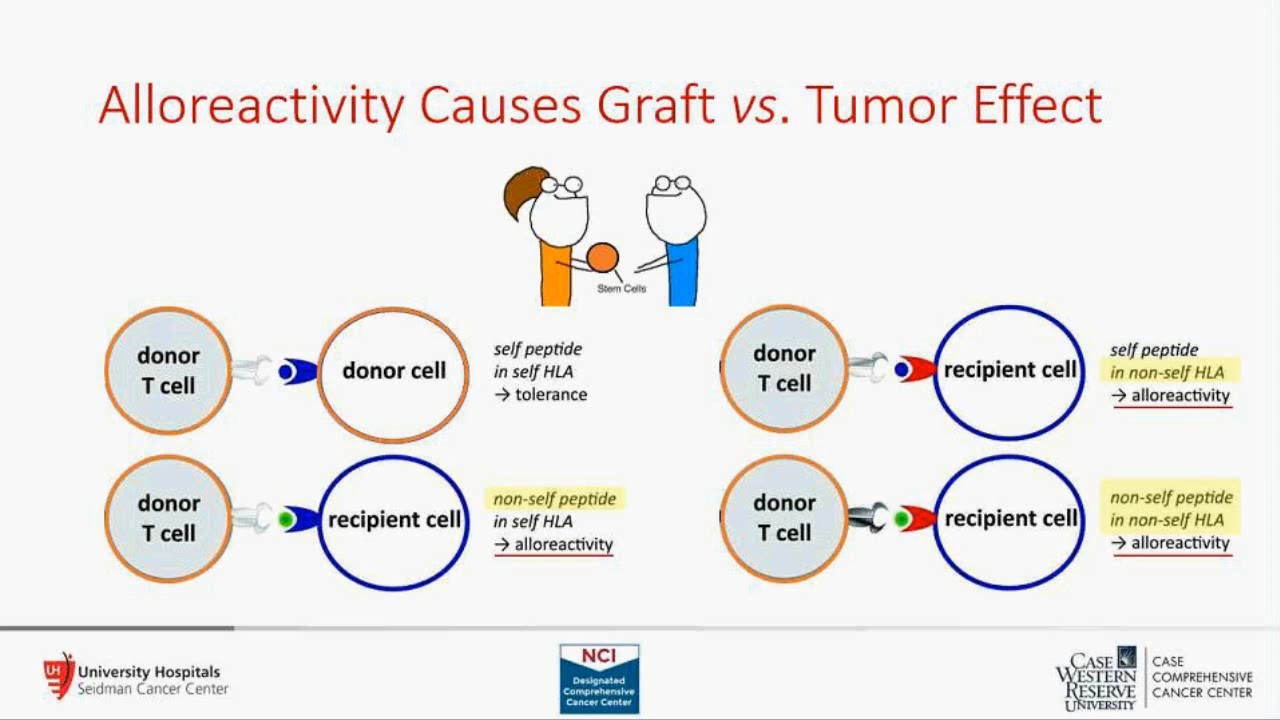 Alloreactivity Causes Graft vs. Tumor Effect
Stem Cells
donor
T cell
donor cell
self peptide
in self HLA
→ tolerance
donor
T cell
recipient cell
self peptide
in non-self HLA
→ alloreactivity
donor
T cell
recipient cell
non-self peptide
in self HLA
→ alloreactivity
donor
T cell
recipient cell
non-self peptide
in non-self HLA
→ alloreactivity
UH
University Hospitals
Seidman Cancer Center
NCI
Designated
Comprehensive
Cancer Center
CASE
WESTERN
RESERVE
UNIVERSITY
CASE
COMPREHENSIVE
CANCER CENTER